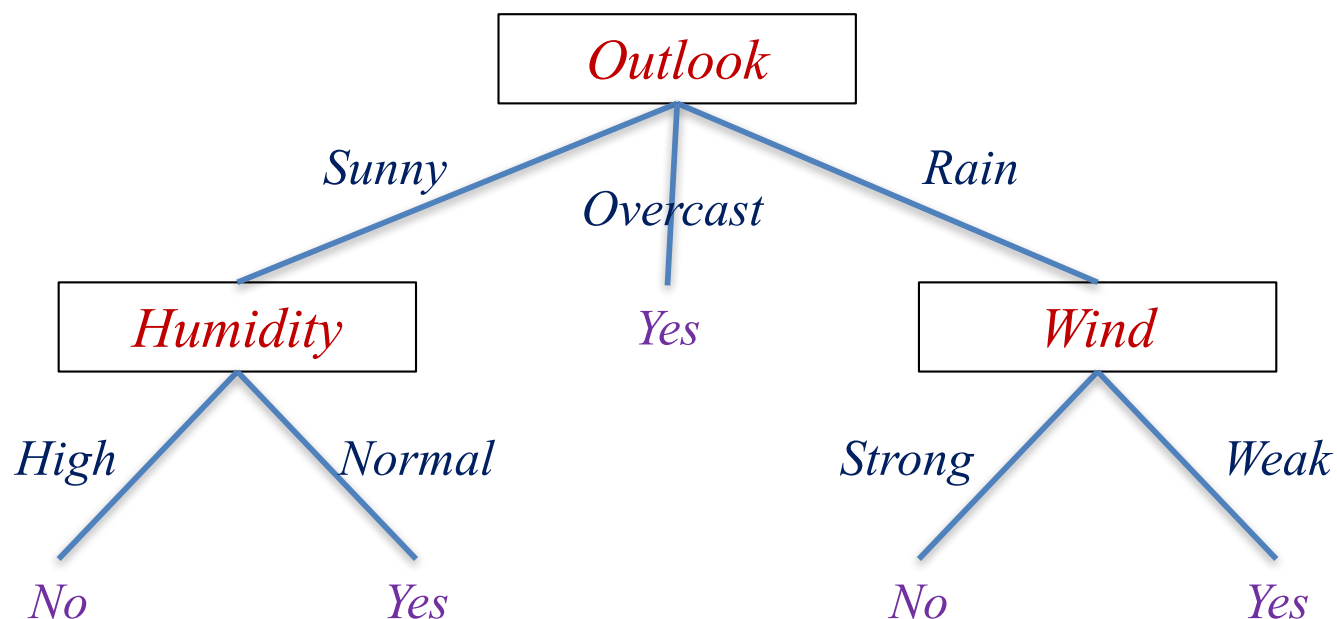 Outlook
Sunny
Overcast
Rain
Humidity
Yes
Wind
High
Normal
Strong
Weak
No
Yes
No
Yes